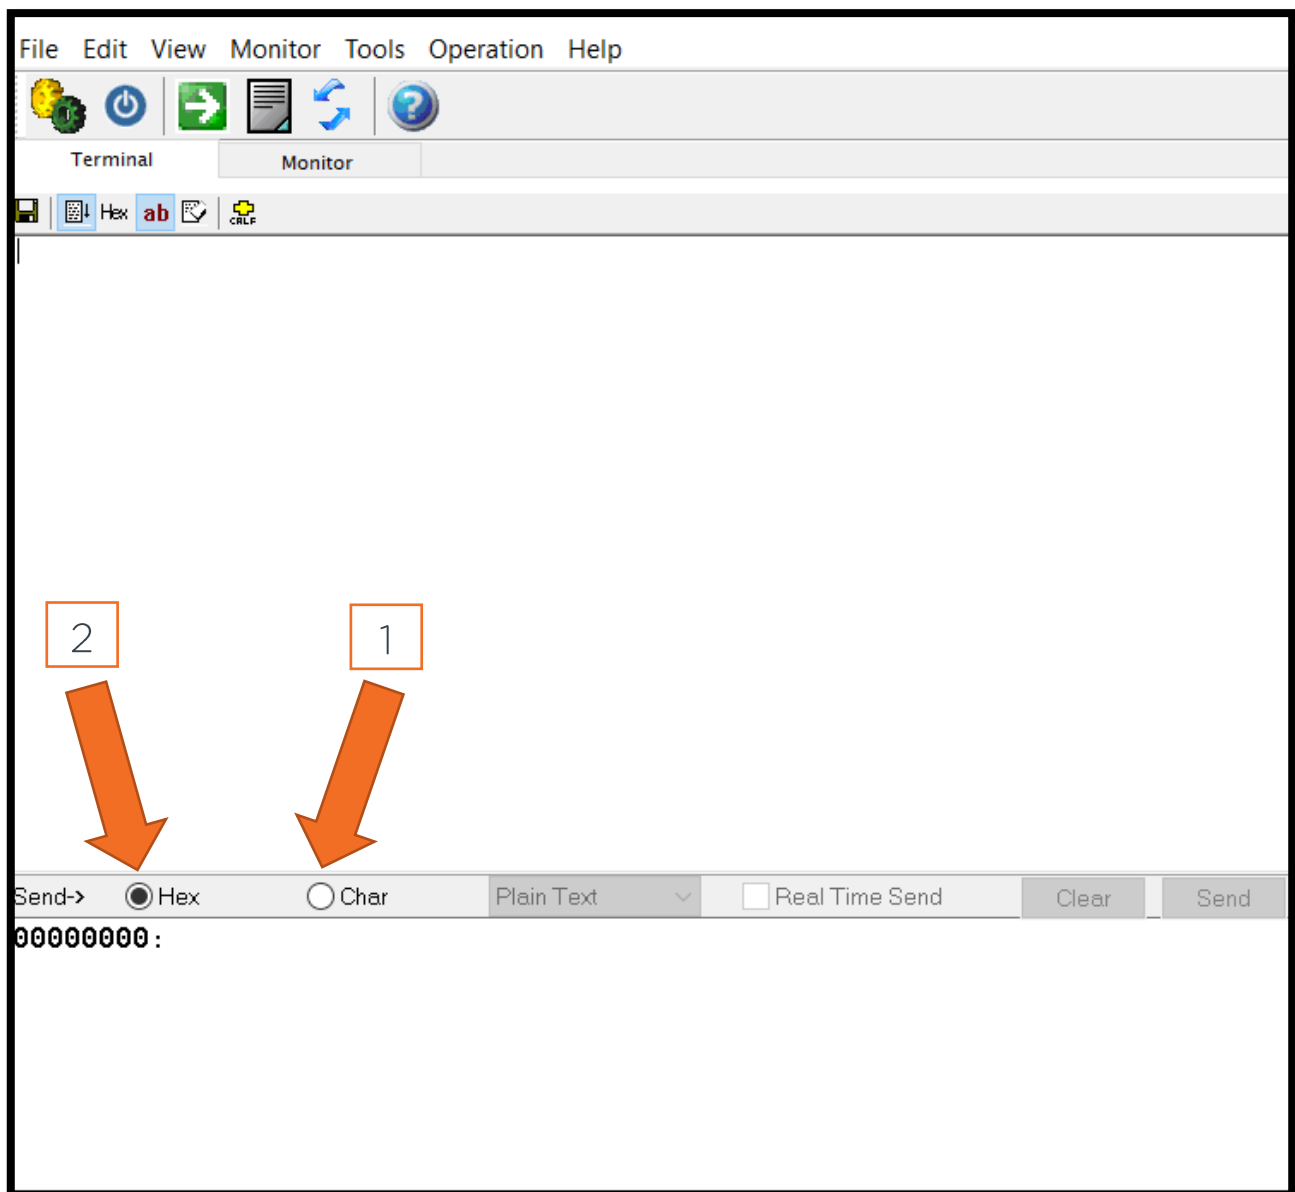 File Edit View Monitor Tools Operation Help
Terminal Monitor
Hex ab CRLF
2 1
Send-> Hex Char Plain Text Real Time Send Clear Send
00000000: